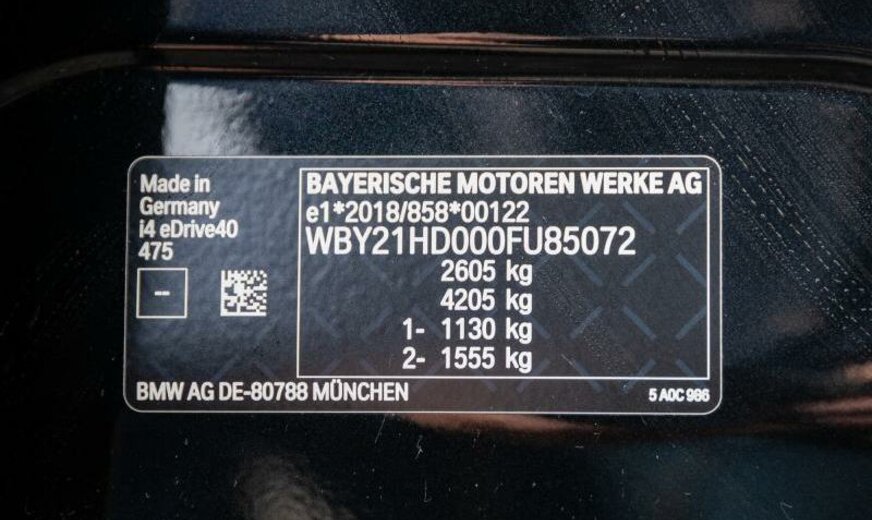 Made in
Germany
i4 eDrive40
475
--
BAYERISCHE MOTOREN WERKE AG
e1*2018/858*00122
WBY21HD000FU85072
2605 kg
4205 kg
1- 1130 kg
2- 1555 kg
BMW AG DE-80788 MÜNCHEN
5 A0C 986